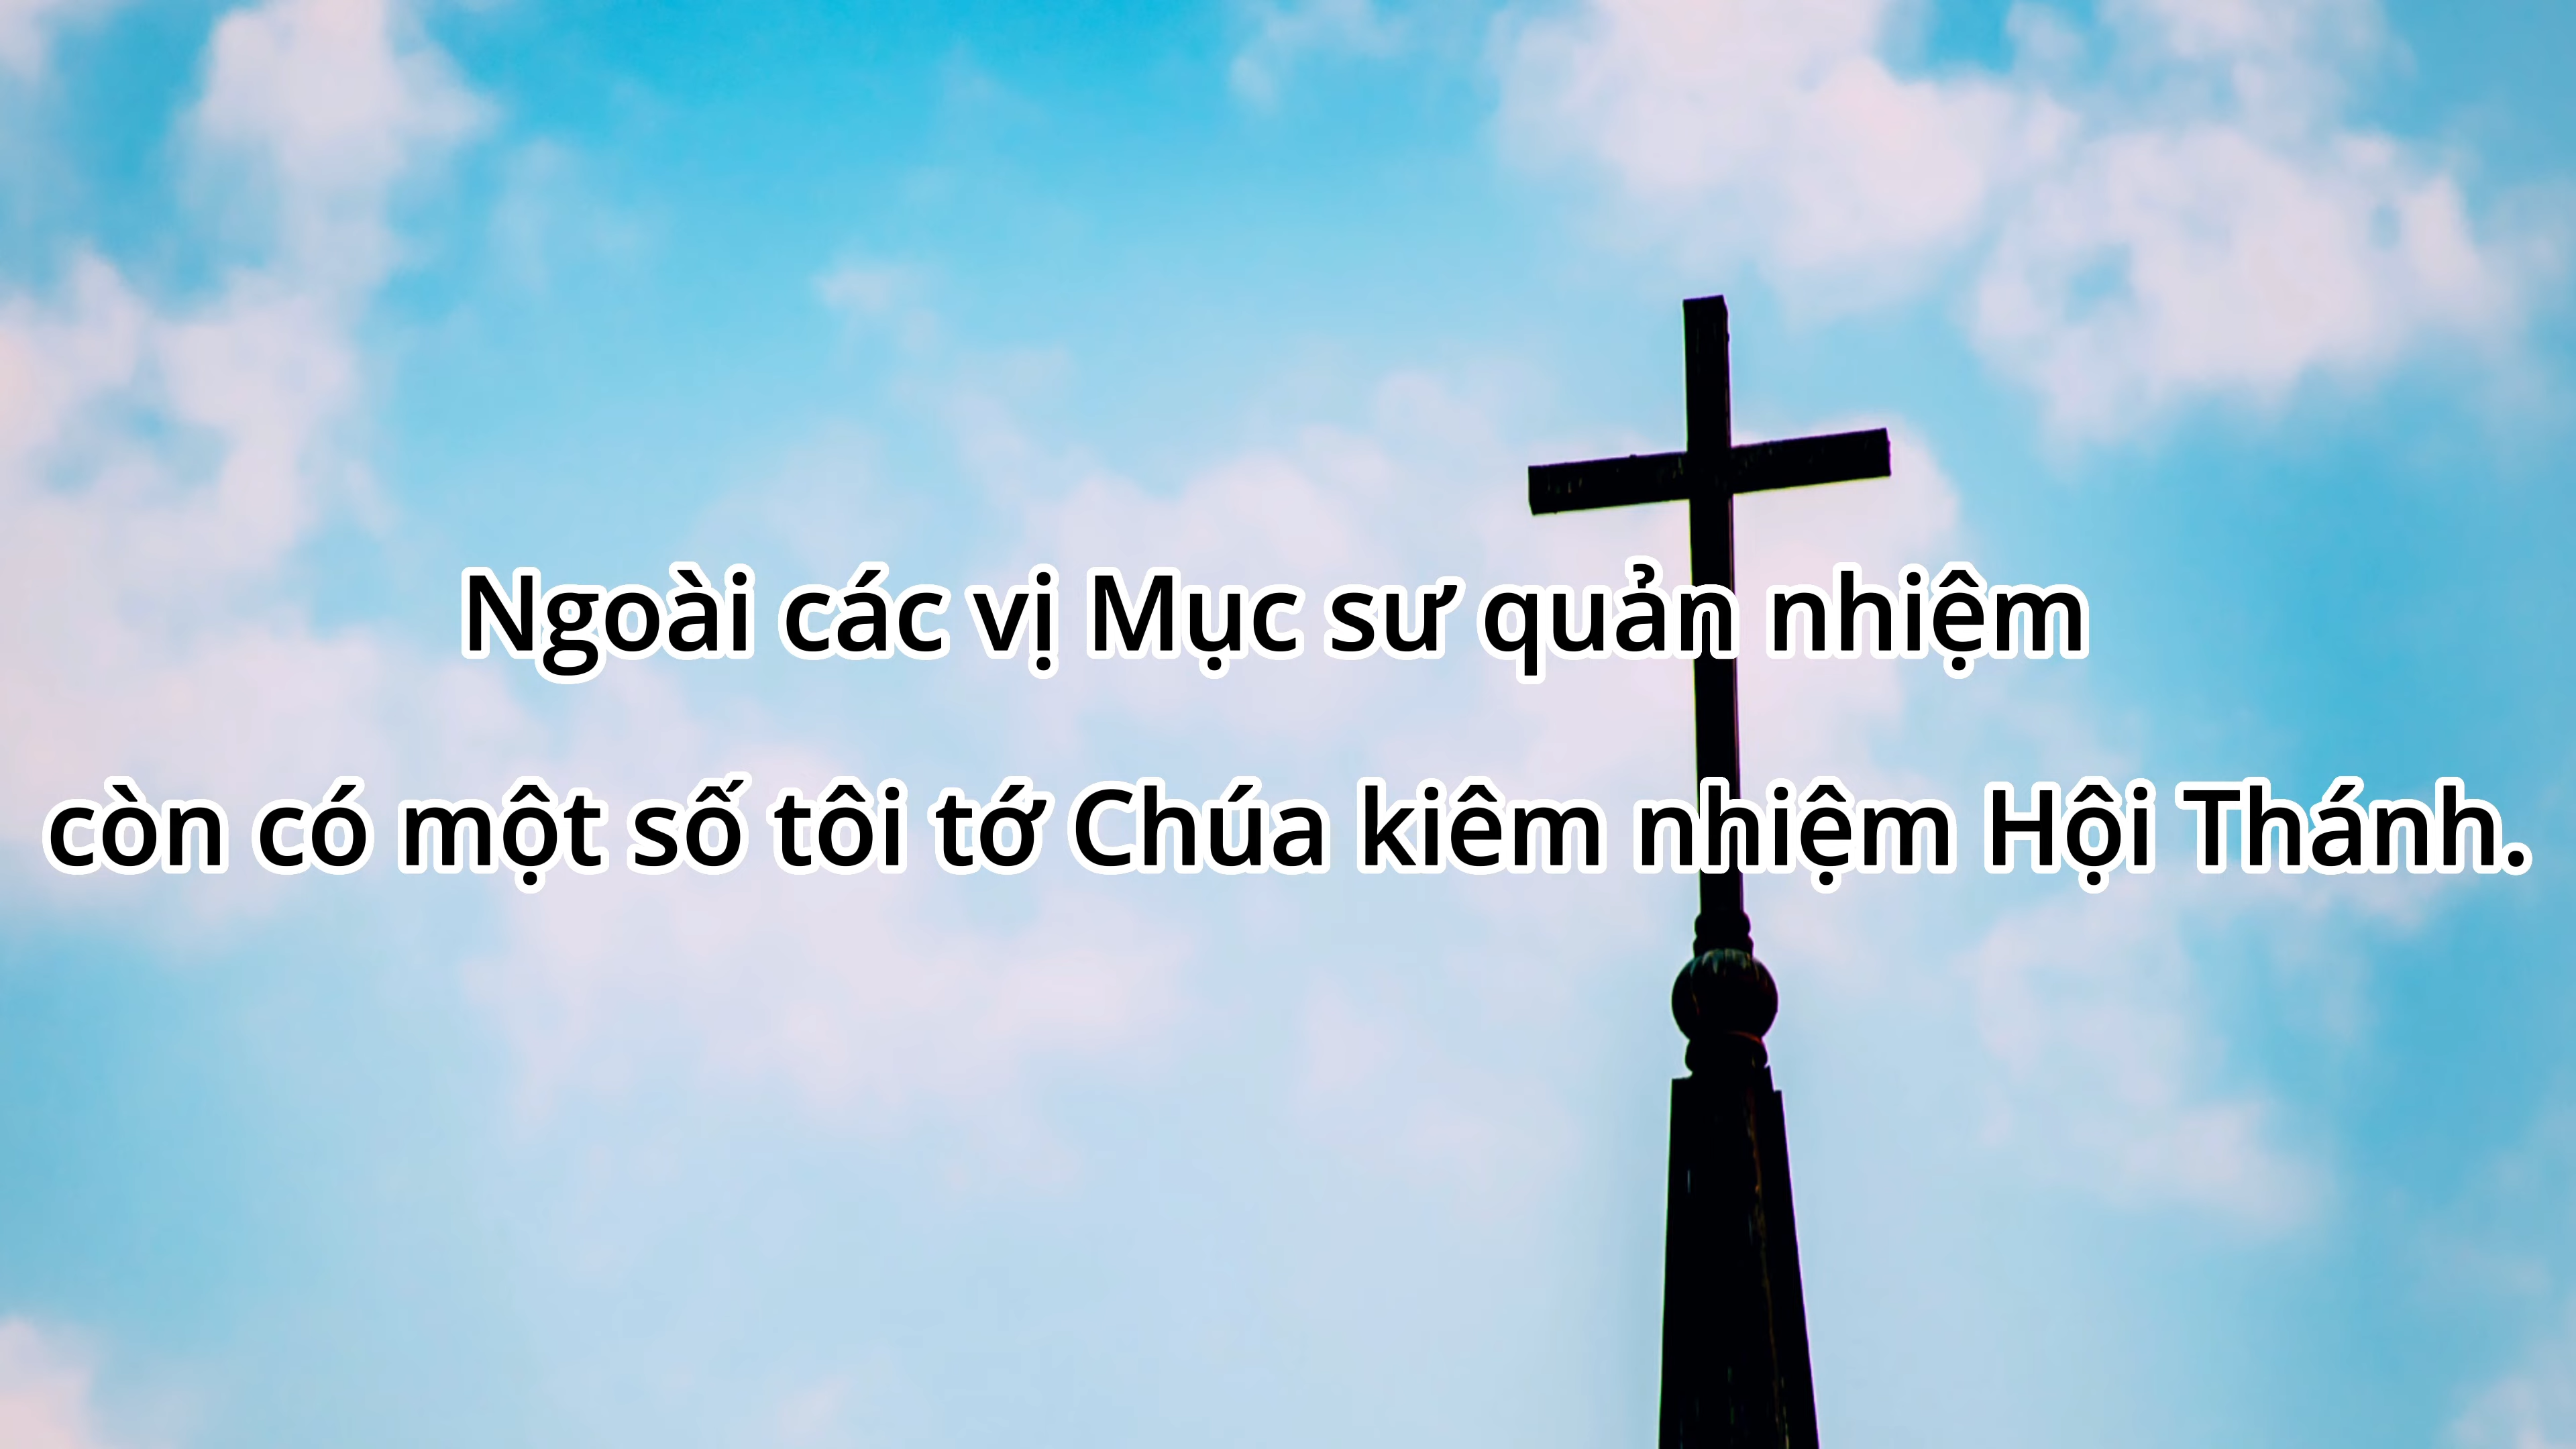 Ngoài các vị Mục sư quản nhiệm
còn có một số tôi tớ Chúa kiêm nhiệm Hội Thánh.